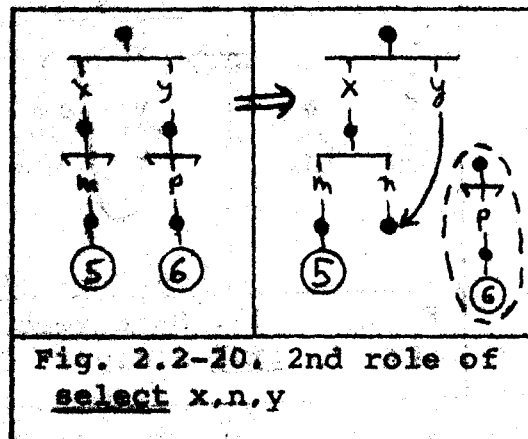 x y
m p
5 6
x y
m n
p
5
6
Fig. 2.2-20. 2nd role of
select x,n,y